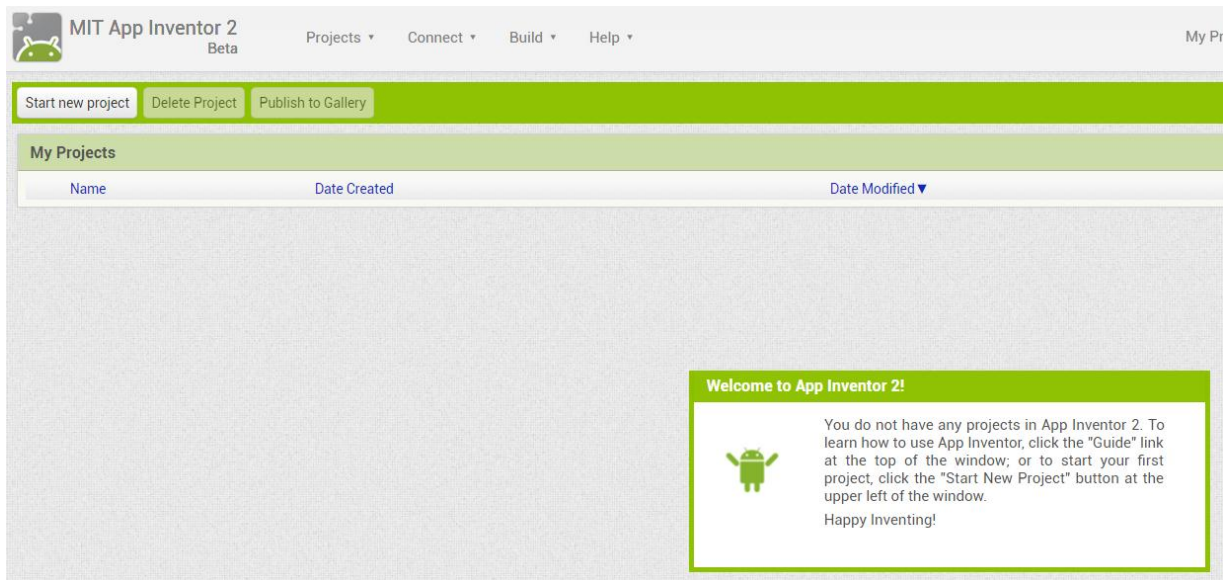 MIT App Inventor 2
Beta
Projects ▾ Connect ▾ Build ▾ Help ▾ My Pr
Start new project Delete Project Publish to Gallery
My Projects
Name Date Created Date Modified▼
Welcome to App Inventor 2!
You do not have any projects in App Inventor 2. To
learn how to use App Inventor, click the "Guide" link
at the top of the window; or to start your first
project, click the "Start New Project" button at the
upper left of the window.
Happy Inventing!